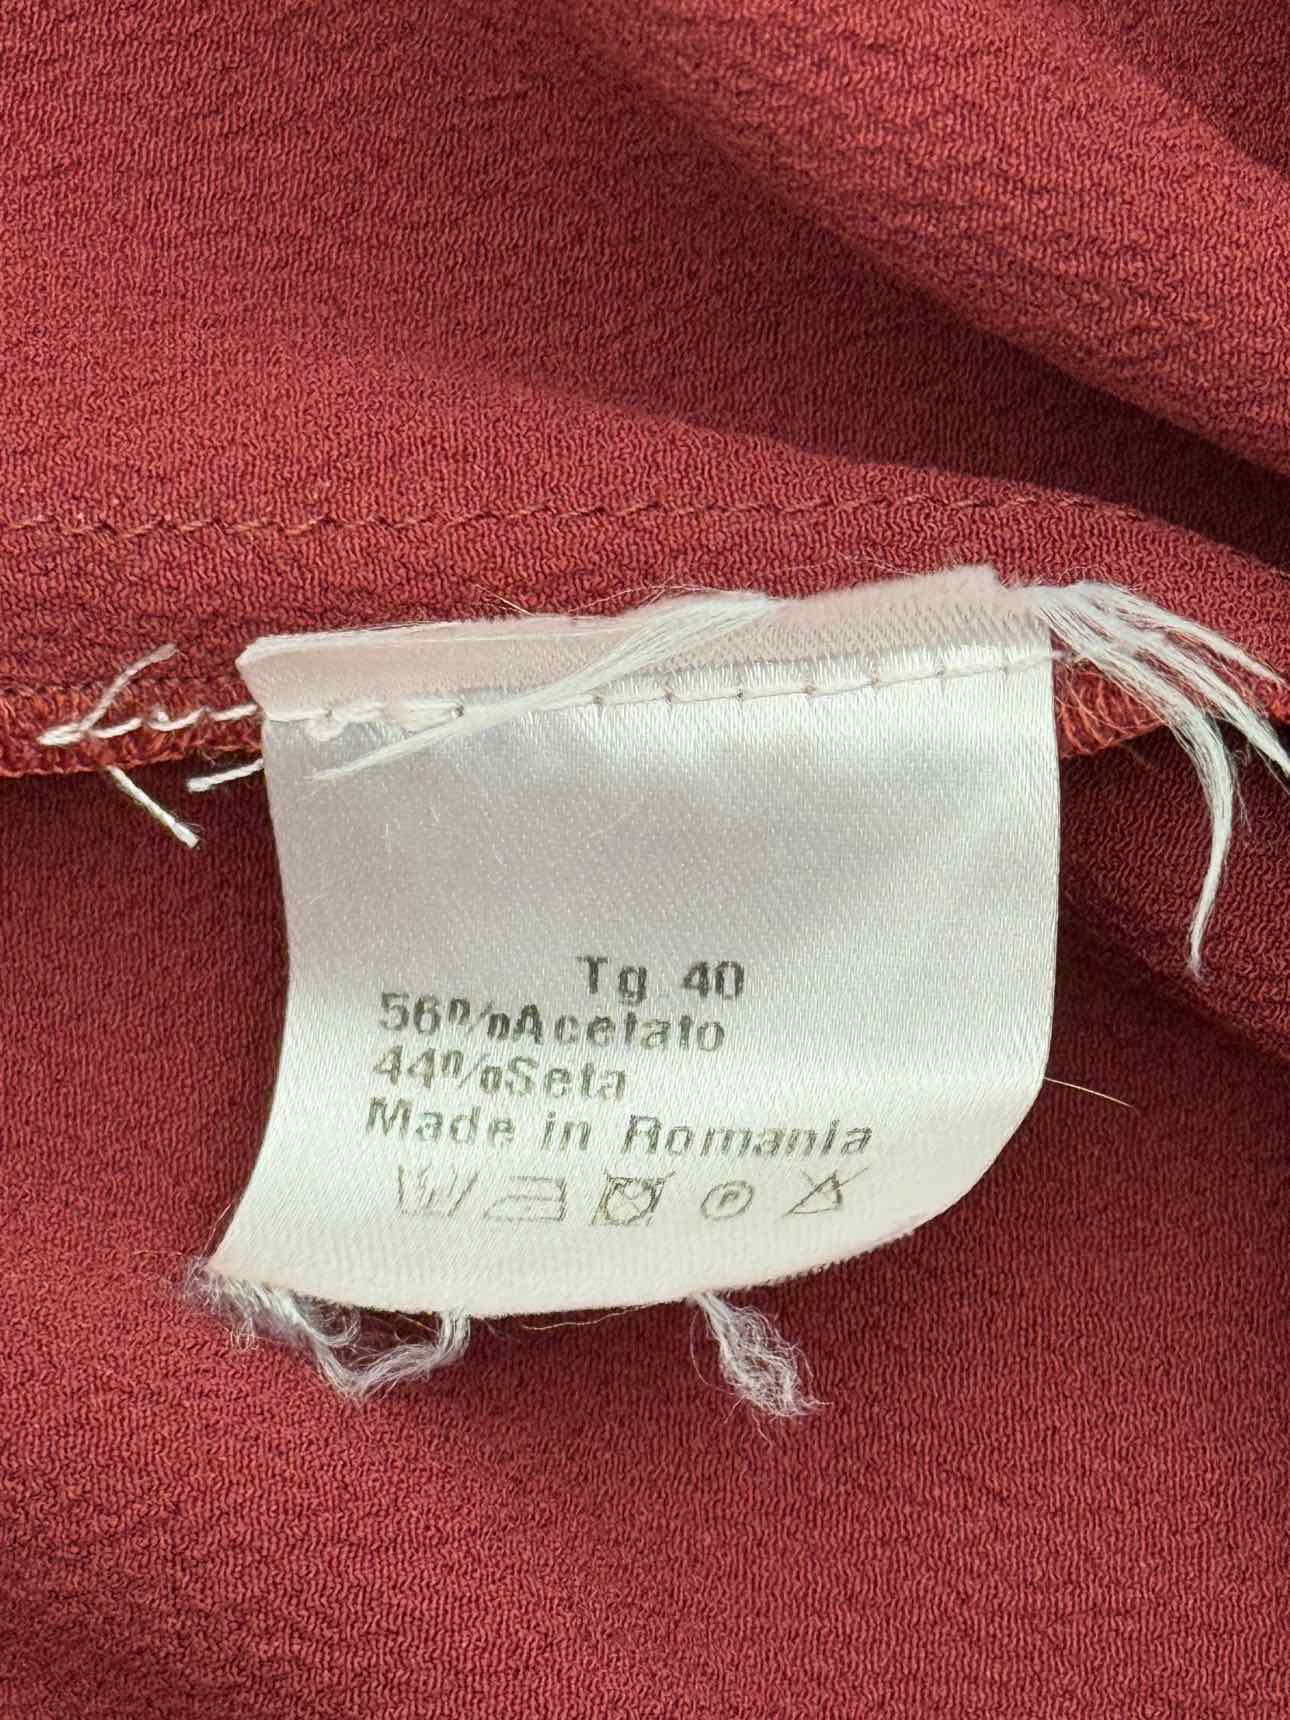 Tg 40
56%Acetato
44%Seta
Made in Romania
P